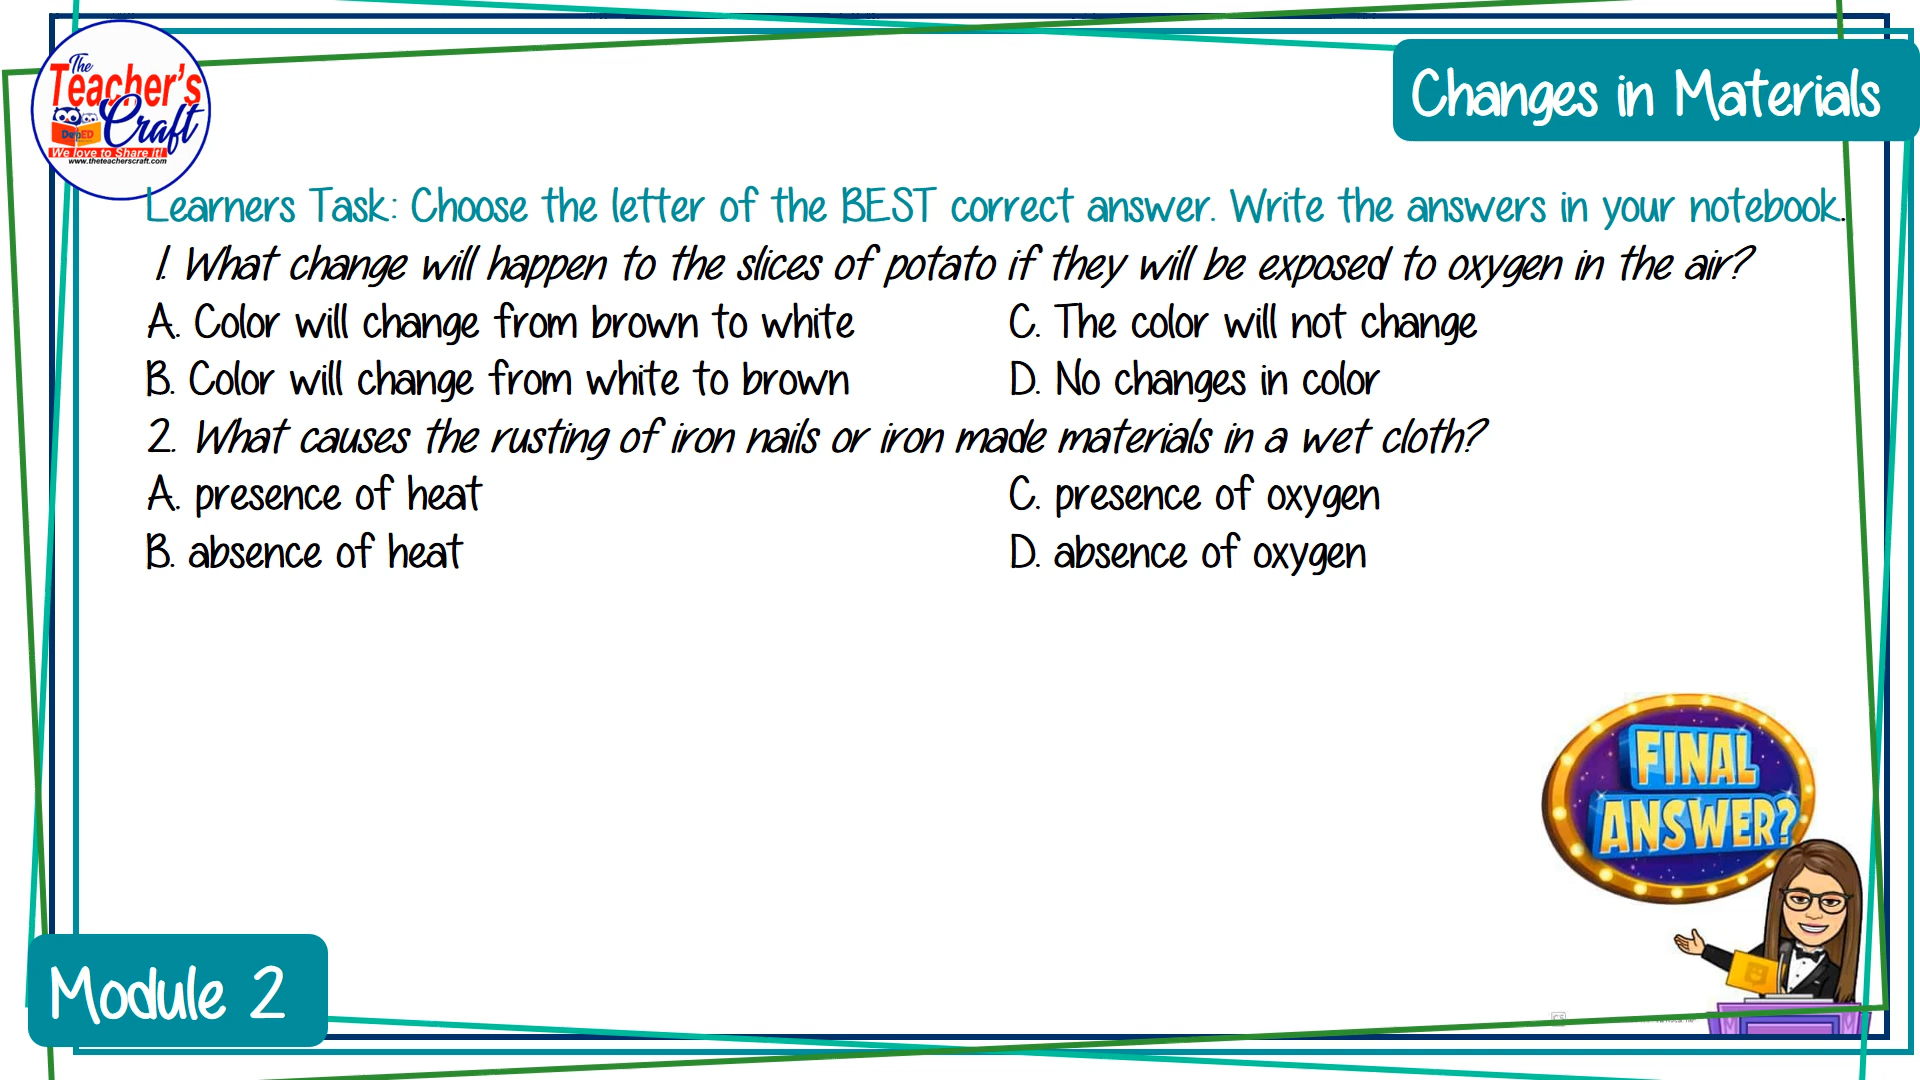 The
Teacher's
Craft
DepED
We love to Share it!
www.theteacherscraft.com
Changes in Materials
Learners Task: Choose the letter of the BEST correct answer. Write the answers in your notebook.
1. What change will happen to the slices of potato if they will be exposed to oxygen in the air?
A. Color will change from brown to white C. The color will not change
B. Color will change from white to brown D. No changes in color
2. What causes the rusting of iron nails or iron made materials in a wet cloth?
A. presence of heat C. presence of oxygen
B. absence of heat D. absence of oxygen
FINAL
ANSWER?
Module 2
CS